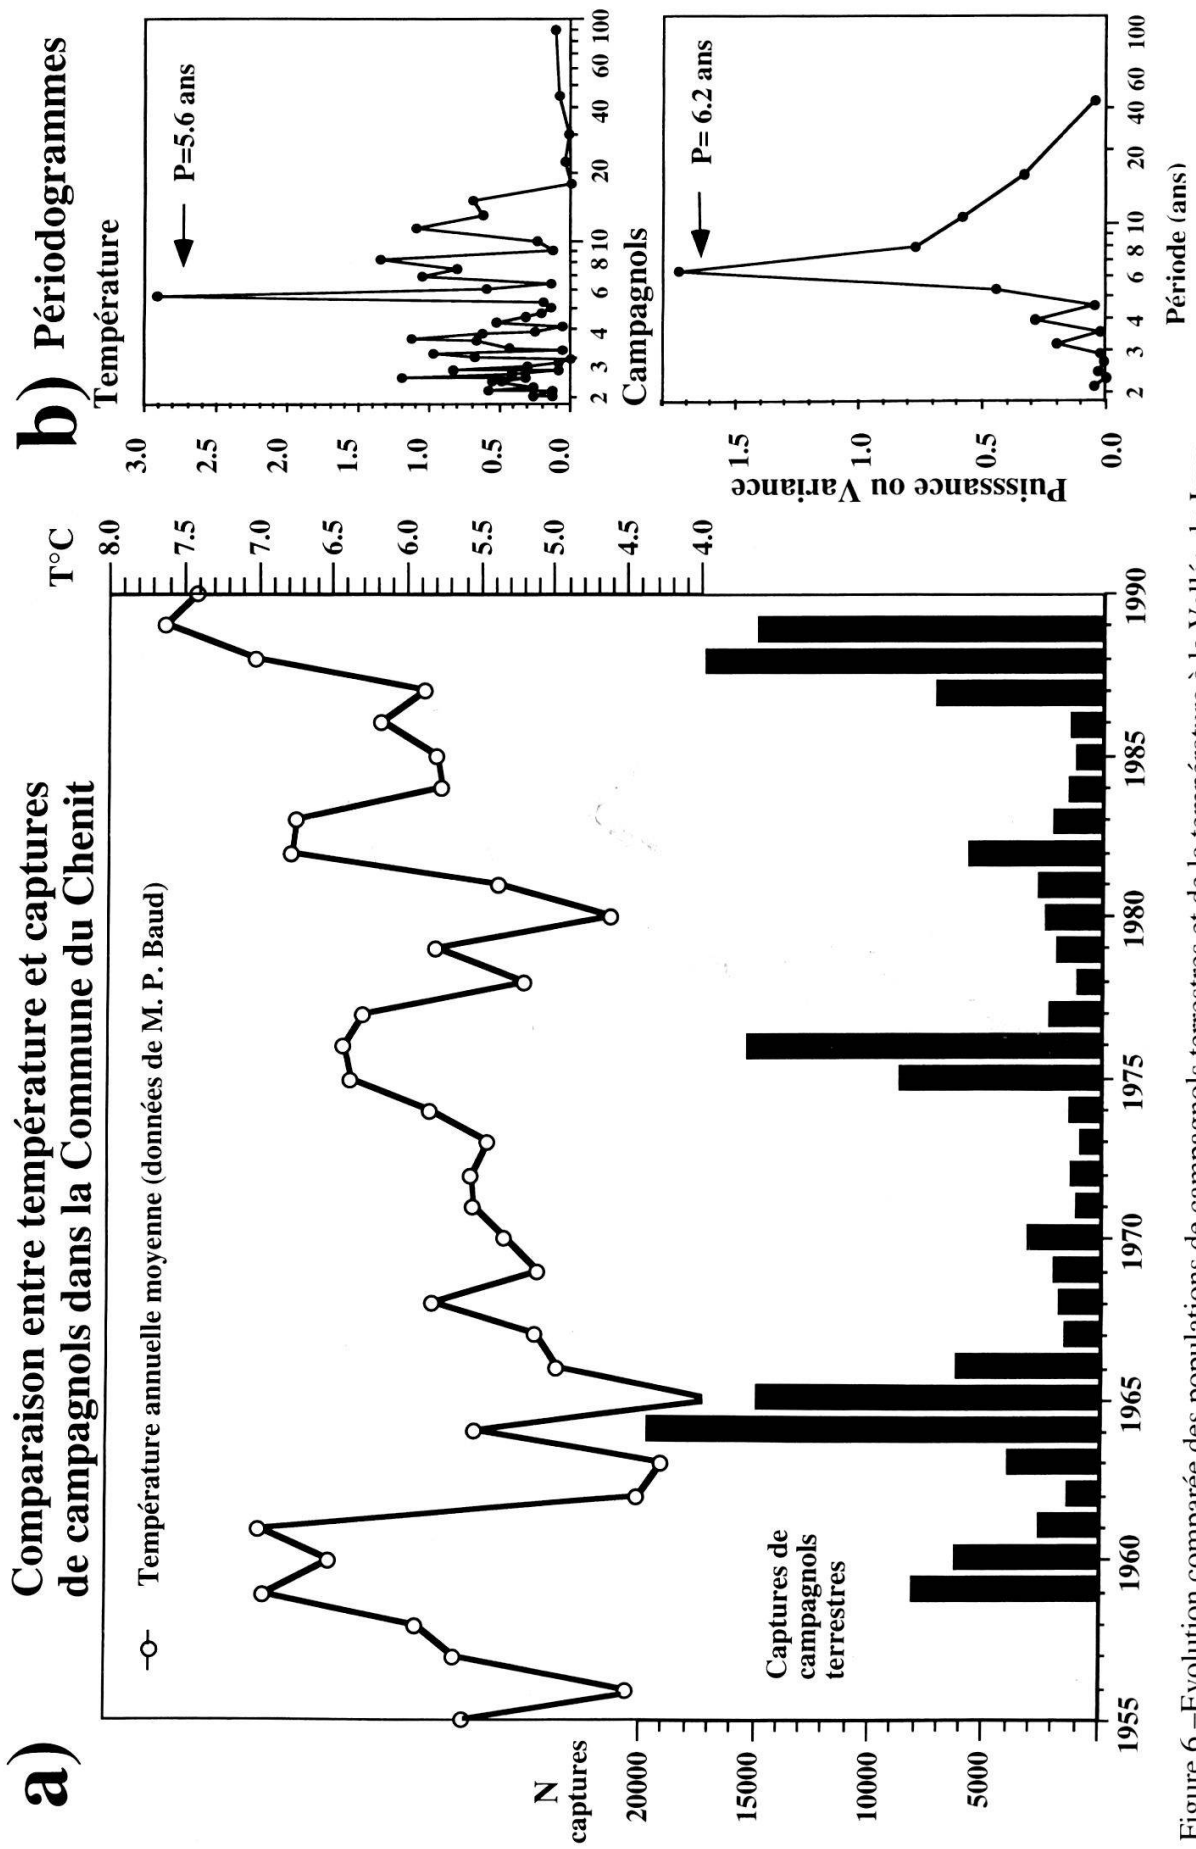 a)
Comparaison entre température et captures
de campagnols dans la Commune du Chenit
Température annuelle moyenne (données de M. P. Baud)
T°C
8.0
7.5
7.0
6.5
6.0
5.5
5.0
4.5
4.0
N
captures
20000
15000
10000
5000
Captures de
campagnols
terrestres
1955
1960
1965
1970
1975
1980
1985
1990
b) Périodogrammes
Température
3.0
2.5
2.0
1.5
1.0
0.5
0.0
P=5.6 ans
2 3 4 6 8 10 20 40 60 100
Campagnols
Puisssance ou Variance
1.5
1.0
0.5
0.0
P= 6.2 ans
2 3 4 6 8 10 20 40 60 100
Période (ans)
Figure 6.–Evolution comparée des populations de campagnols terrestres et de la température à la Vallée de